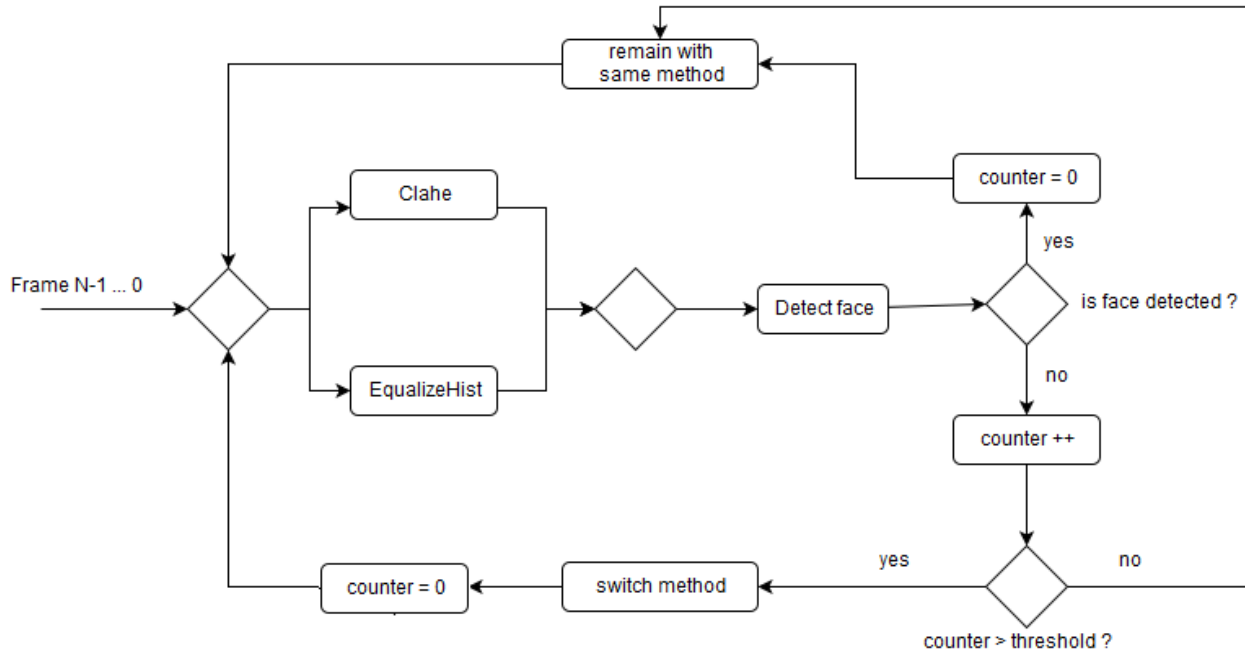 remain with
same method
Clahe
counter = 0
yes
Frame N-1 ... 0
Detect face
is face detected ?
EqualizeHist
no
counter ++
yes
no
counter = 0
switch method
counter > threshold ?